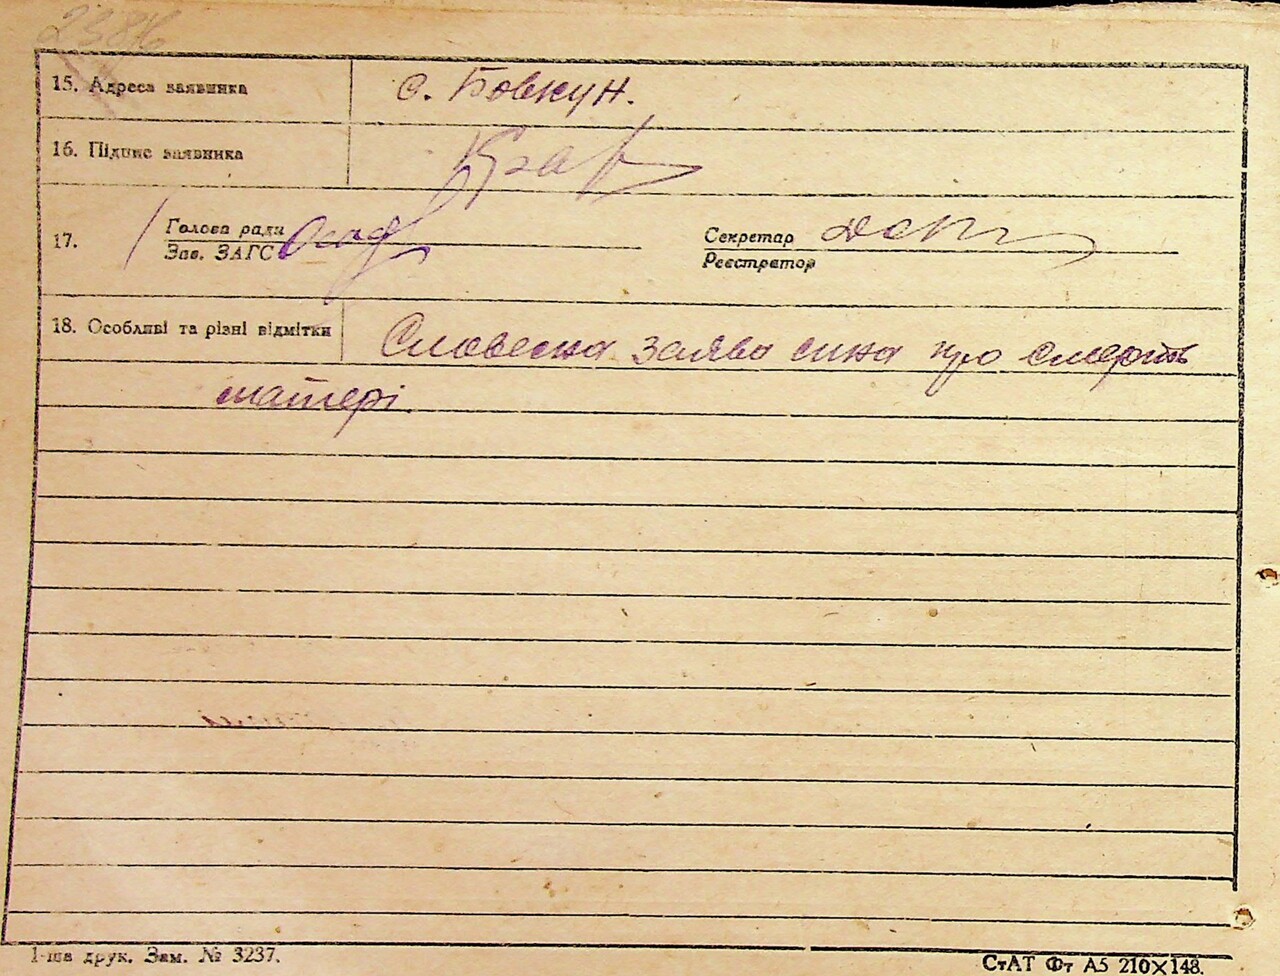 15. Адреса заявника с. Бовкун.
16. Підпис заявника Крав
17. Голова ради
Зав. ЗАГС
Секретар
Реєстратор
18. Особливі та різні відмітки Словесна заява сина про смерть
матері.
1-ша друк. Зам. № 3237.
СтАТ Фт А5 210×148.